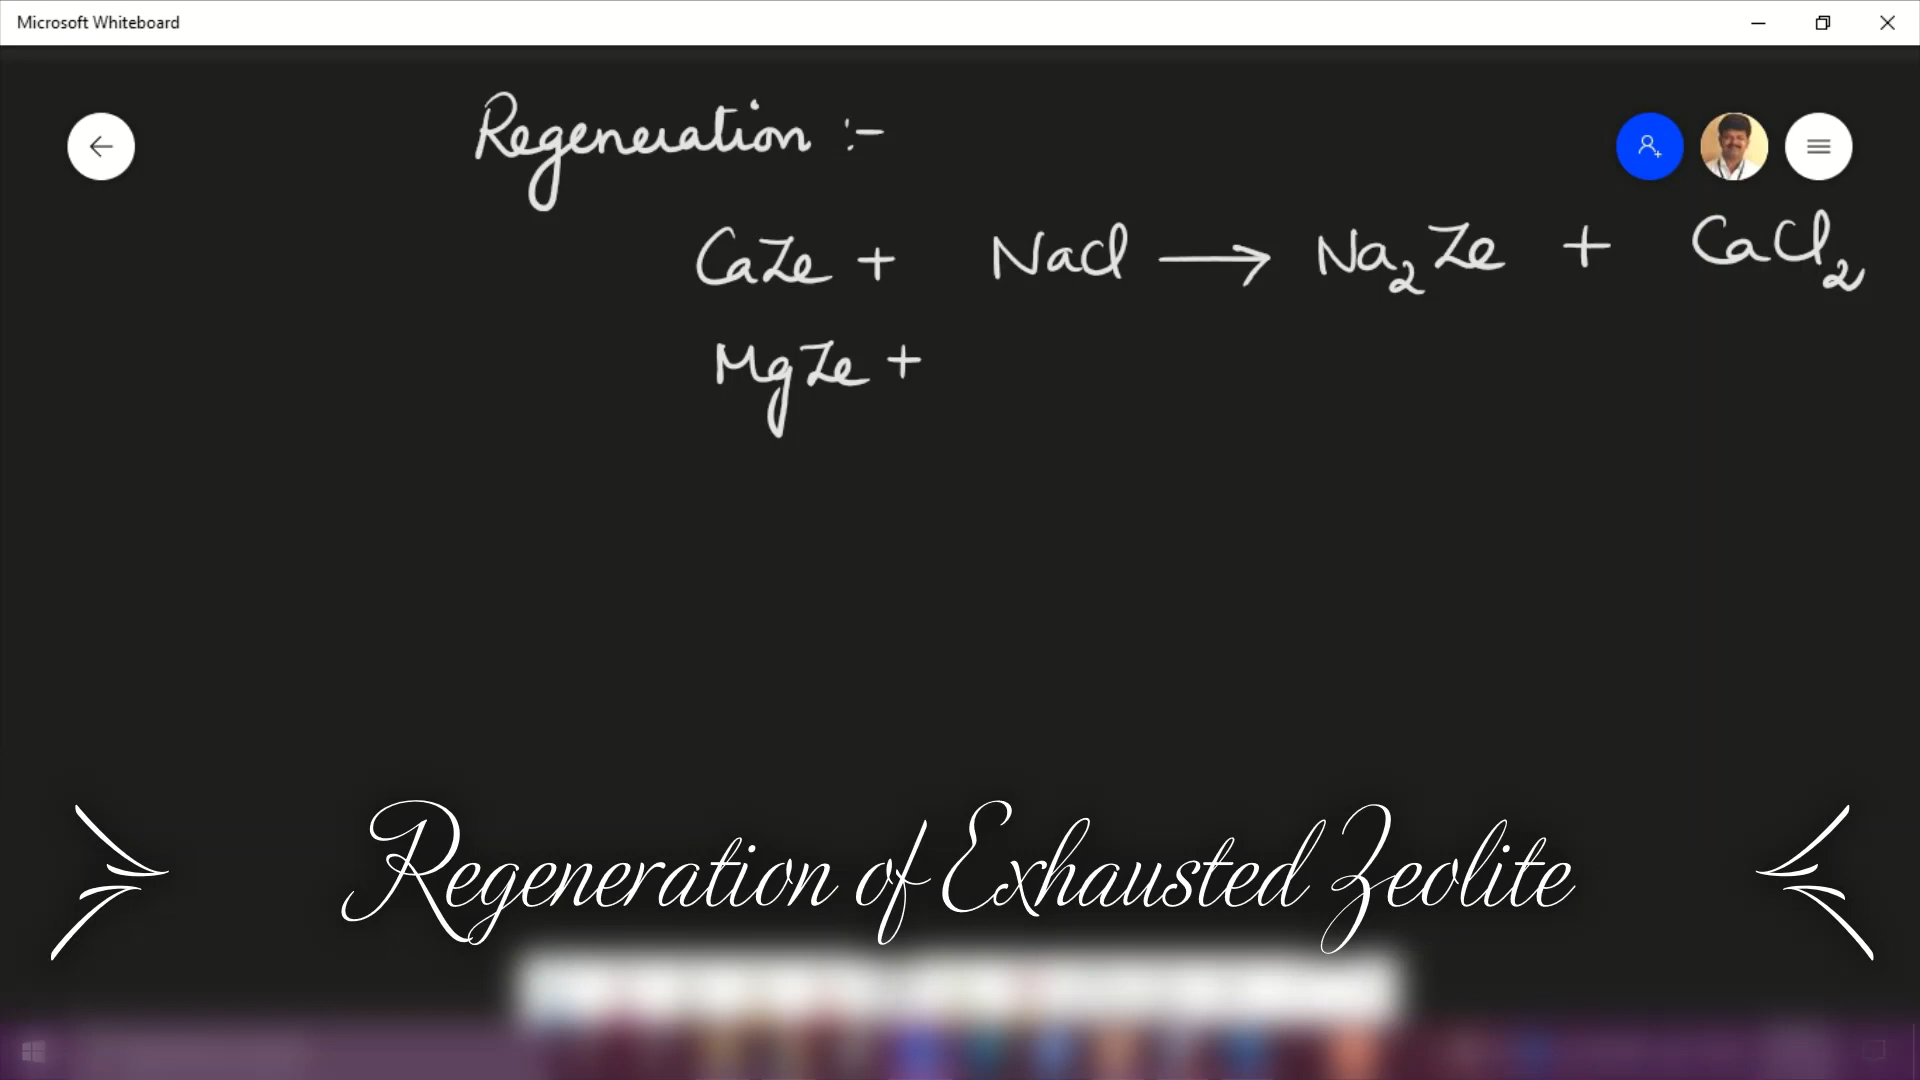 Microsoft Whiteboard
Regeneration :-
CaZe + NaCl → Na₂Ze + CaCl₂
MgZe +
Regeneration of Exhausted Zeolite